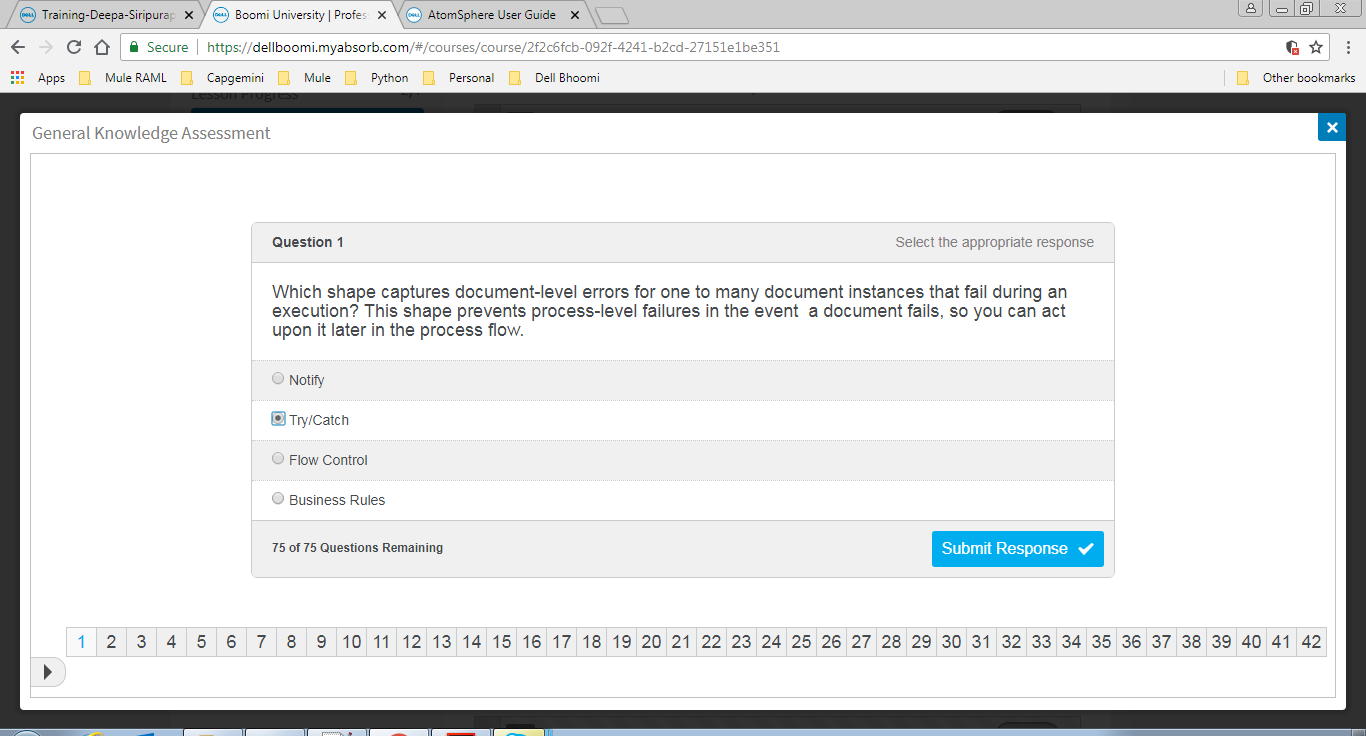 Training-Deepa-Siripurap
Boomi University | Profes
AtomSphere User Guide
Secure
https://dellboomi.myabsorb.com/#/courses/course/2f2c6fcb-092f-4241-b2cd-27151e1be351
Apps Mule RAML Capgemini Mule Python Personal Dell Bhoomi Other bookmarks
Lesson Progress
General Knowledge Assessment
Question 1 Select the appropriate response
Which shape captures document-level errors for one to many document instances that fail during an
execution? This shape prevents process-level failures in the event a document fails, so you can act
upon it later in the process flow.
Notify
Try/Catch
Flow Control
Business Rules
75 of 75 Questions Remaining Submit Response
1 2 3 4 5 6 7 8 9 10 11 12 13 14 15 16 17 18 19 20 21 22 23 24 25 26 27 28 29 30 31 32 33 34 35 36 37 38 39 40 41 42